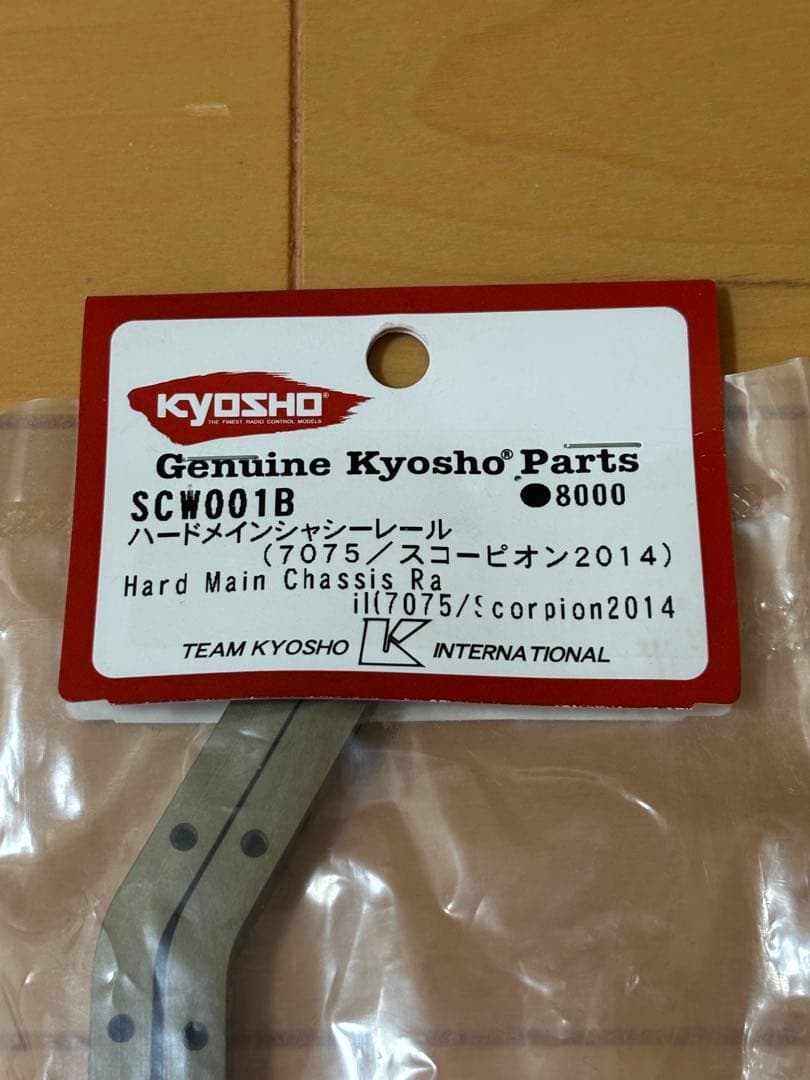 KYOSHO®
THE FINEST RADIO CONTROL MODELS
Genuine Kyosho® Parts
SCW001B ●8000
ハードメインシャシーレール
(7075/スコーピオン2014)
Hard Main Chassis Ra
il(7075/Scorpion2014
TEAM KYOSHO K INTERNATIONAL